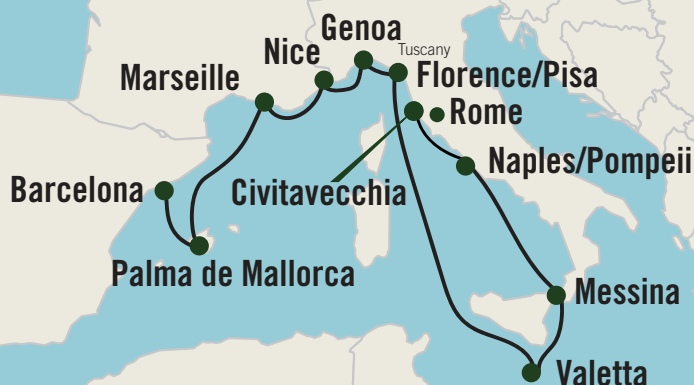 Genoa
Tuscany
Nice
Florence/Pisa
Marseille
Rome
Naples/Pompeii
Barcelona
Civitavecchia
Palma de Mallorca
Messina
Valetta